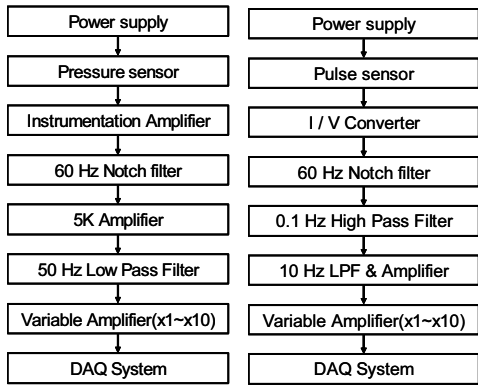 Power supply
Pressure sensor
Instrumentation Amplifier
60 Hz Notch filter
5K Amplifier
50 Hz Low Pass Filter
Variable Amplifier(x1~x10)
DAQ System
Power supply
Pulse sensor
I / V Converter
60 Hz Notch filter
0.1 Hz High Pass Filter
10 Hz LPF & Amplifier
Variable Amplifier(x1~x10)
DAQ System